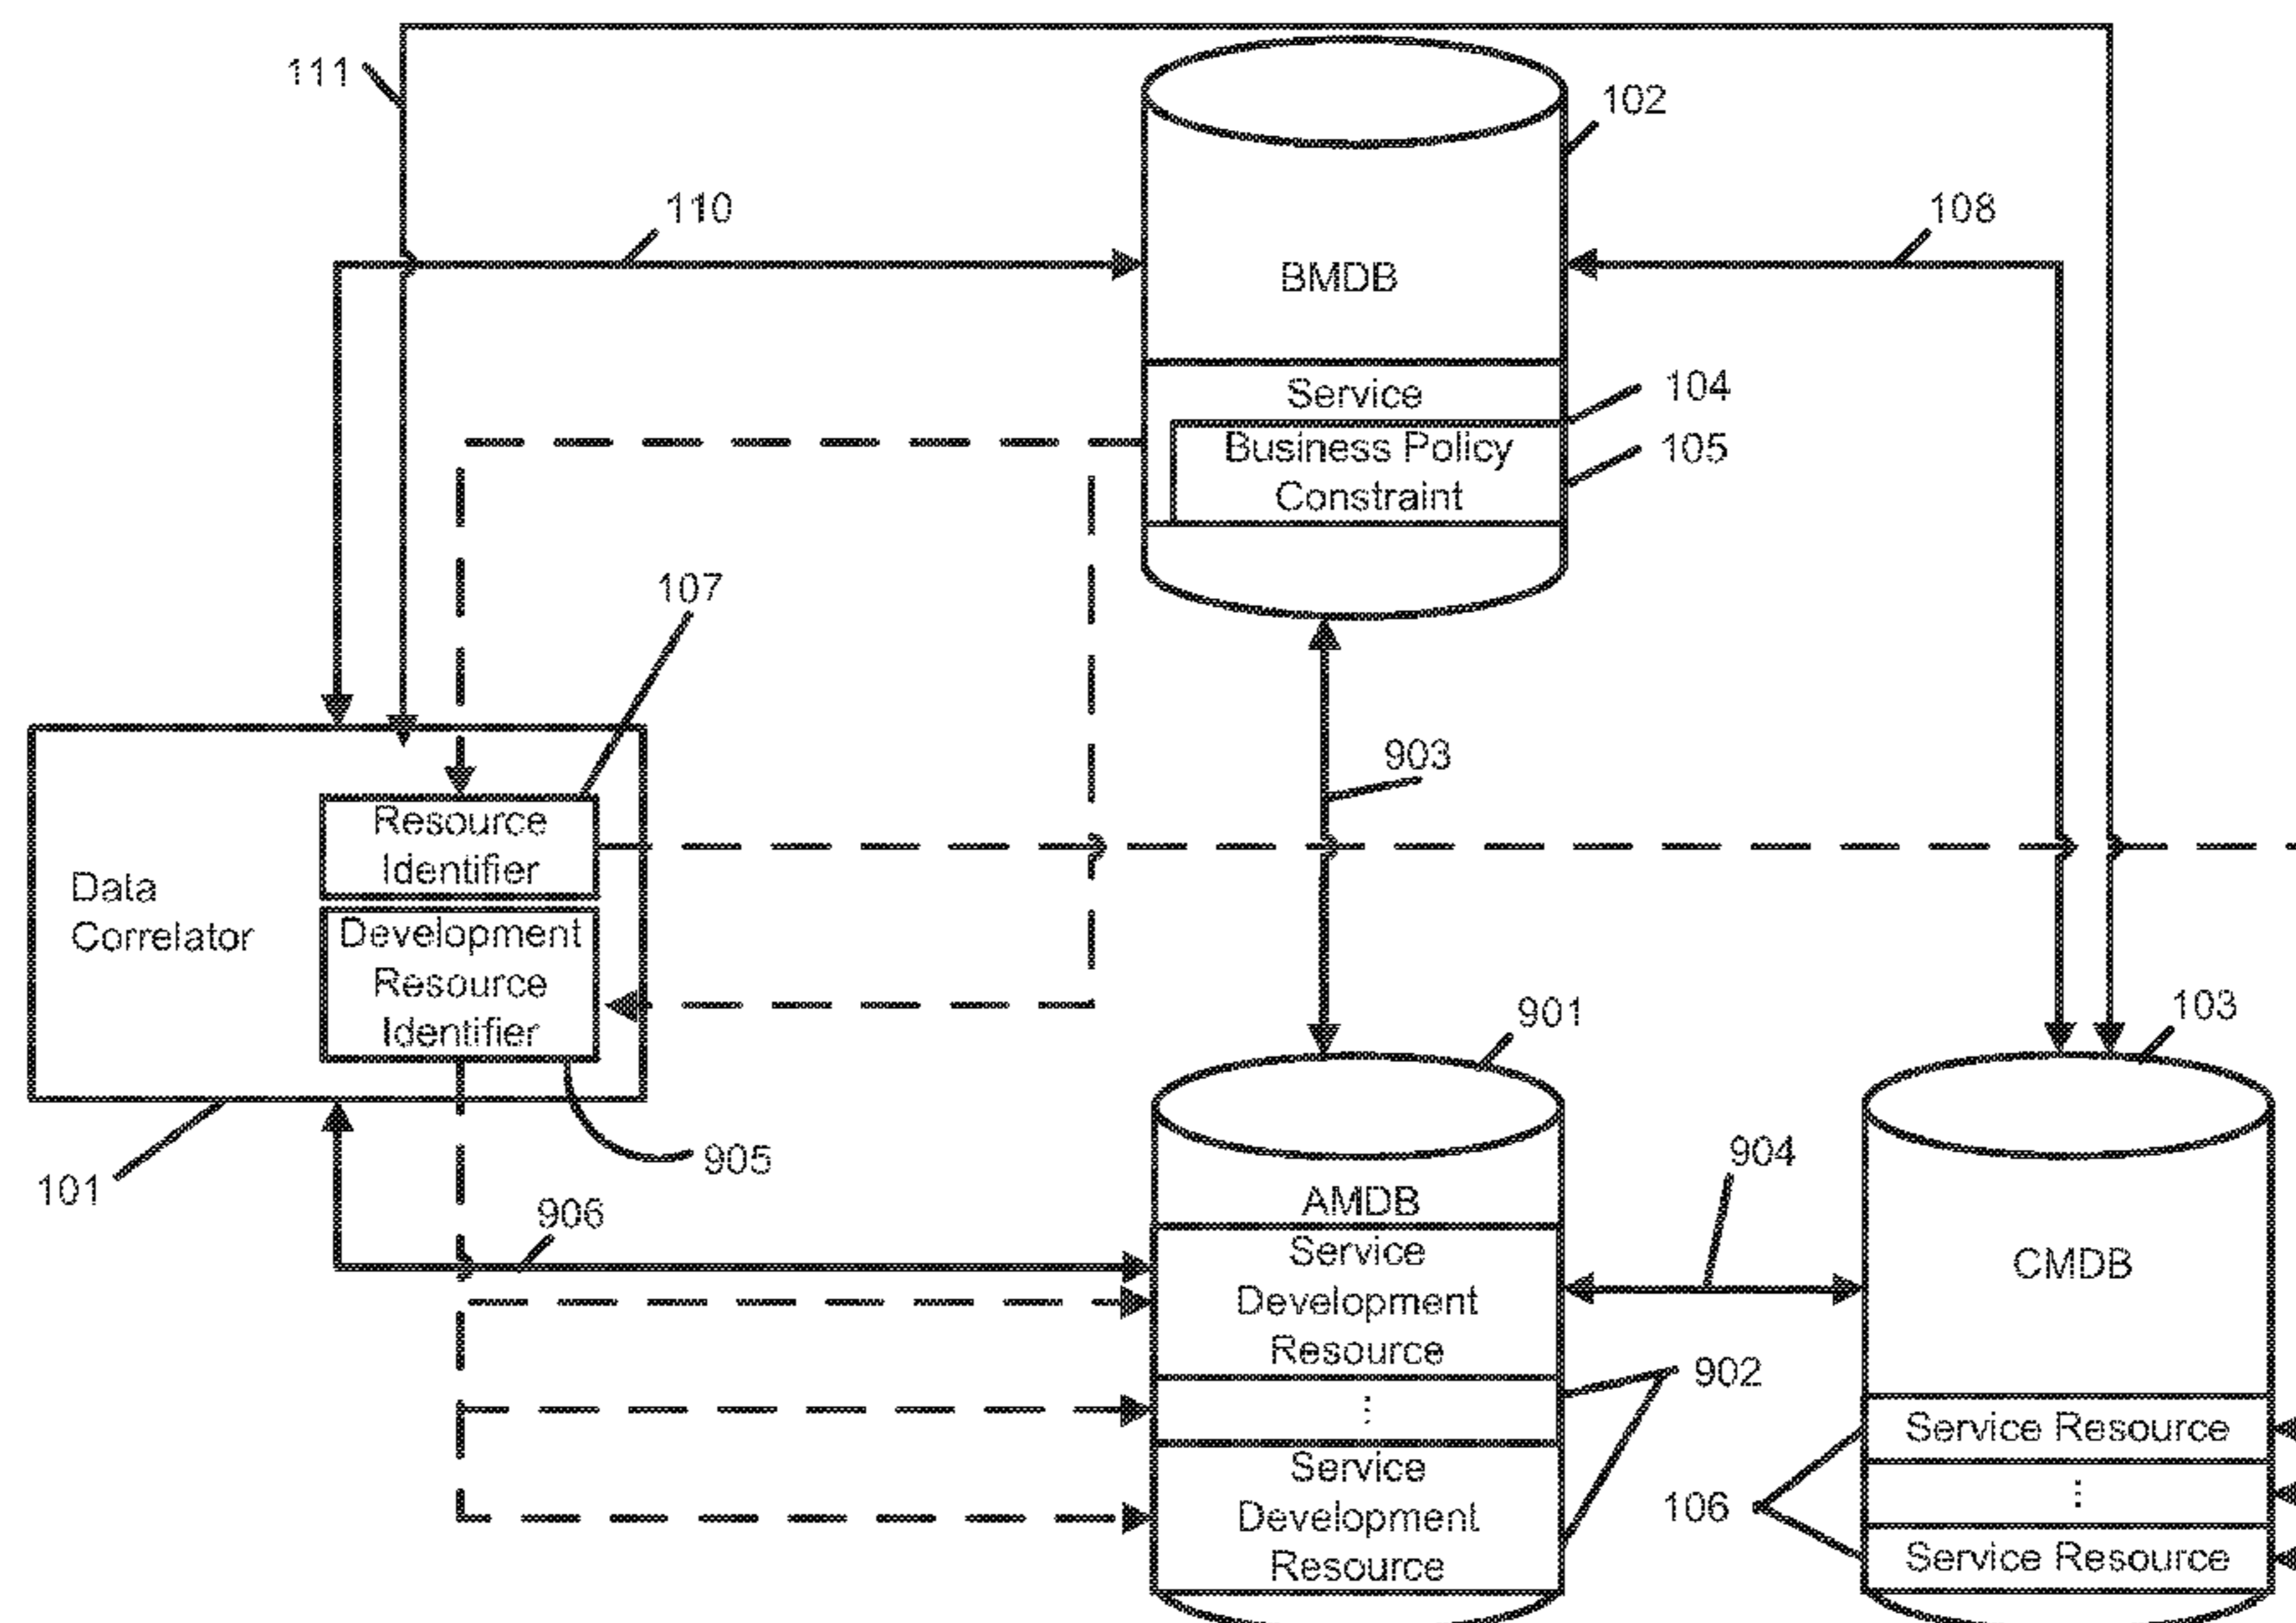 111
102
110
108
BMDB
Service
104
Business Policy
Constraint
105
107
903
Resource
Identifier
Data
Correlator
Development
Resource
Identifier
901
103
101
905
904
906
AMDB
Service
Development
Resource
CMDB
902
⋮
Service Resource
Service
Development
Resource
106
⋮
Service Resource